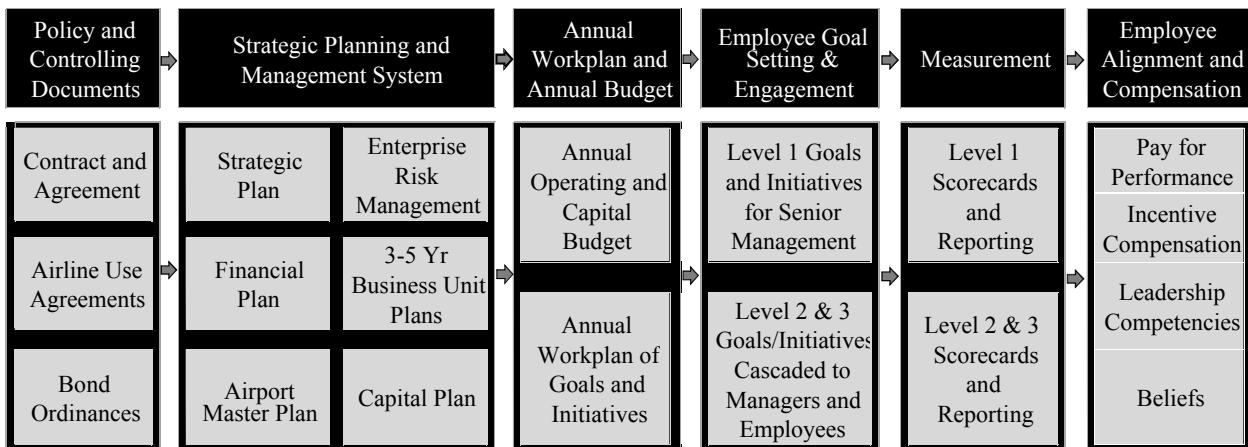 Policy and
Controlling
Documents
Strategic Planning and
Management System
Annual
Workplan and
Annual Budget
Employee Goal
Setting &
Engagement
Measurement
Employee
Alignment and
Compensation
Contract and
Agreement
Airline Use
Agreements
Bond
Ordinances
Strategic
Plan
Enterprise
Risk
Management
Financial
Plan
3-5 Yr
Business Unit
Plans
Airport
Master Plan
Capital Plan
Annual
Operating and
Capital
Budget
Annual
Workplan of
Goals and
Initiatives
Level 1 Goals
and Initiatives
for Senior
Management
Level 2 & 3
Goals/Initiatives
Cascaded to
Managers and
Employees
Level 1
Scorecards
and
Reporting
Level 2 & 3
Scorecards
and
Reporting
Pay for
Performance
Incentive
Compensation
Leadership
Competencies
Beliefs